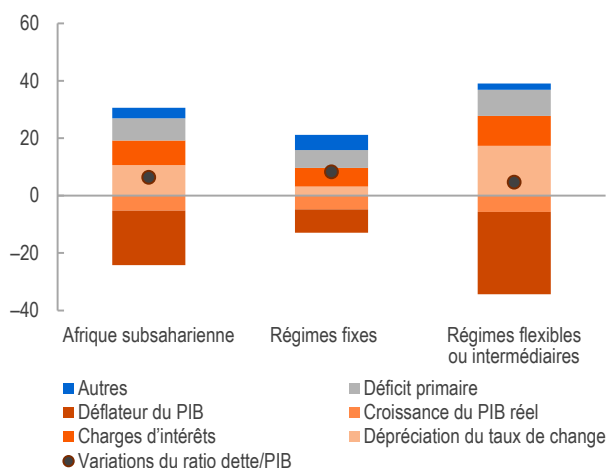 60
40
20
0
–20
–40
Afrique subsaharienne
Régimes fixes
Régimes flexibles
ou intermédiaires
Autres
Déficit primaire
Déflateur du PIB
Croissance du PIB réel
Charges d’intérêts
Dépréciation du taux de change
Variations du ratio dette/PIB